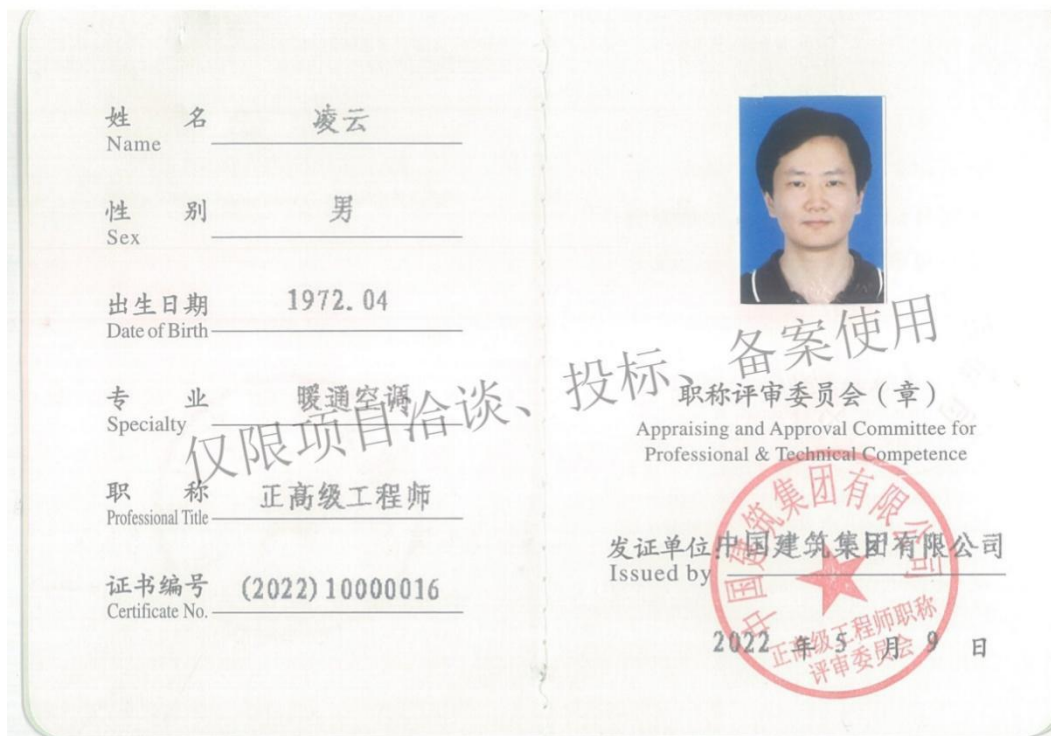 姓 名 凌云
Name
性 别 男
Sex
出生日期 1972.04
Date of Birth
专 业 暖通空调
Specialty
职 称 正高级工程师
Professional Title
证书编号 (2022)10000016
Certificate No.
仅限项目洽谈、投标、备案使用
职称评审委员会（章）
Appraising and Approval Committee for
Professional & Technical Competence
发证单位中国建筑集团有限公司
Issued by
2022 年 5 月 9 日
中国建筑集团有限公司
正高级工程师职称
评审委员会